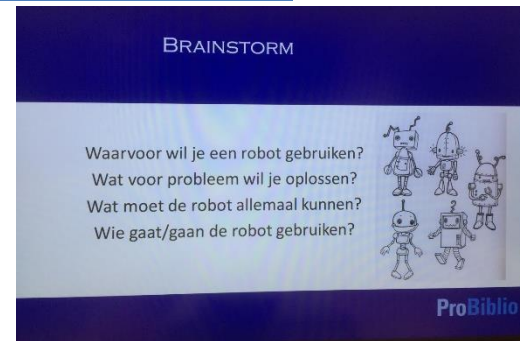 BRAINSTORM
Waarvoor wil je een robot gebruiken?
Wat voor probleem wil je oplossen?
Wat moet de robot allemaal kunnen?
Wie gaat/gaan de robot gebruiken?
ProBiblio